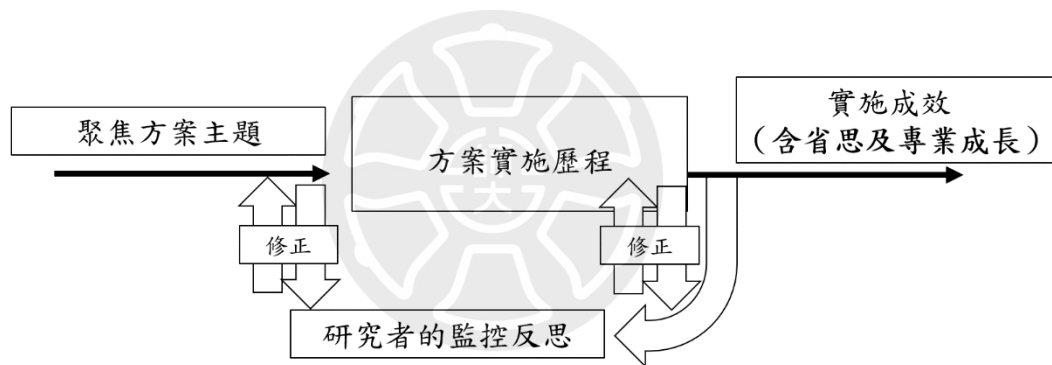 聚焦方案主題
方案實施歷程
實施成效
（含省思及專業成長）
修正
修正
研究者的監控反思
大